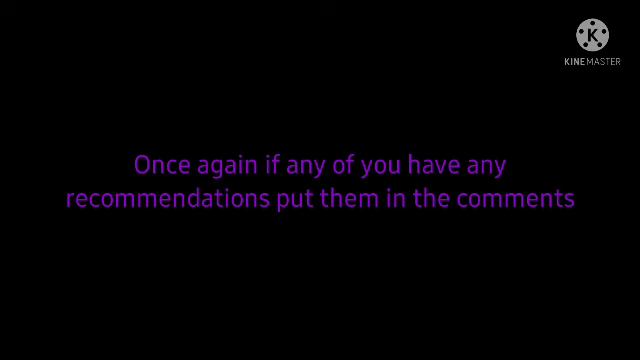 K
KINEMASTER
Once again if any of you have any
recommendations put them in the comments